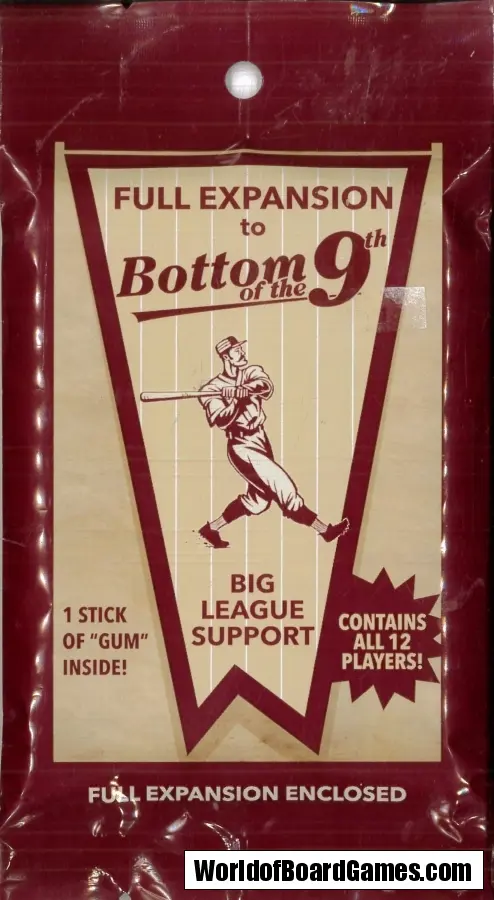 FULL EXPANSION
to
Bottom
of the
9th
BIG
LEAGUE
SUPPORT
1 STICK
OF "GUM"
INSIDE!
CONTAINS
ALL 12
PLAYERS!
FULL EXPANSION ENCLOSED
WorldofBoardGames.com